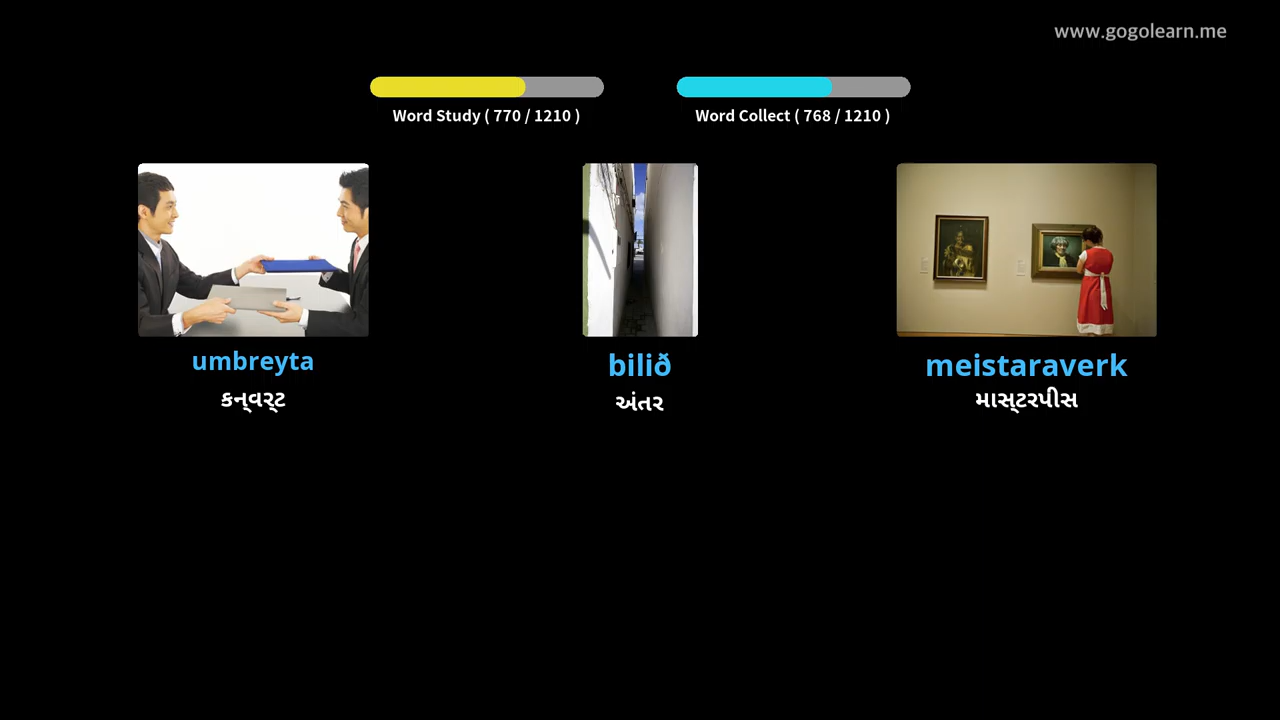 www.gogolearn.me
Word Study ( 770 / 1210 )
Word Collect ( 768 / 1210 )
umbreyta
કન્વર્ટ
bilið
અંતર
meistaraverk
માસ્ટરપીસ